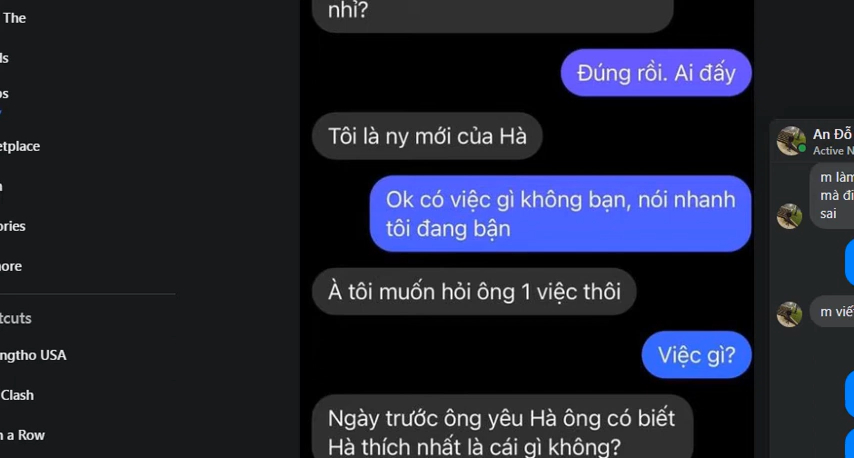 The
ls
ps
etplace
n
ories
nore
tcuts
ngtho USA
Clash
n a Row
nhỉ?
Đúng rồi. Ai đấy
Tôi là ny mới của Hà
Ok có việc gì không bạn, nói nhanh
tôi đang bận
À tôi muốn hỏi ông 1 việc thôi
Việc gì?
Ngày trước ông yêu Hà ông có biết
Hà thích nhất là cái gì không?
An Đỗ
Active N
m làm
mà đi
sai
m viế